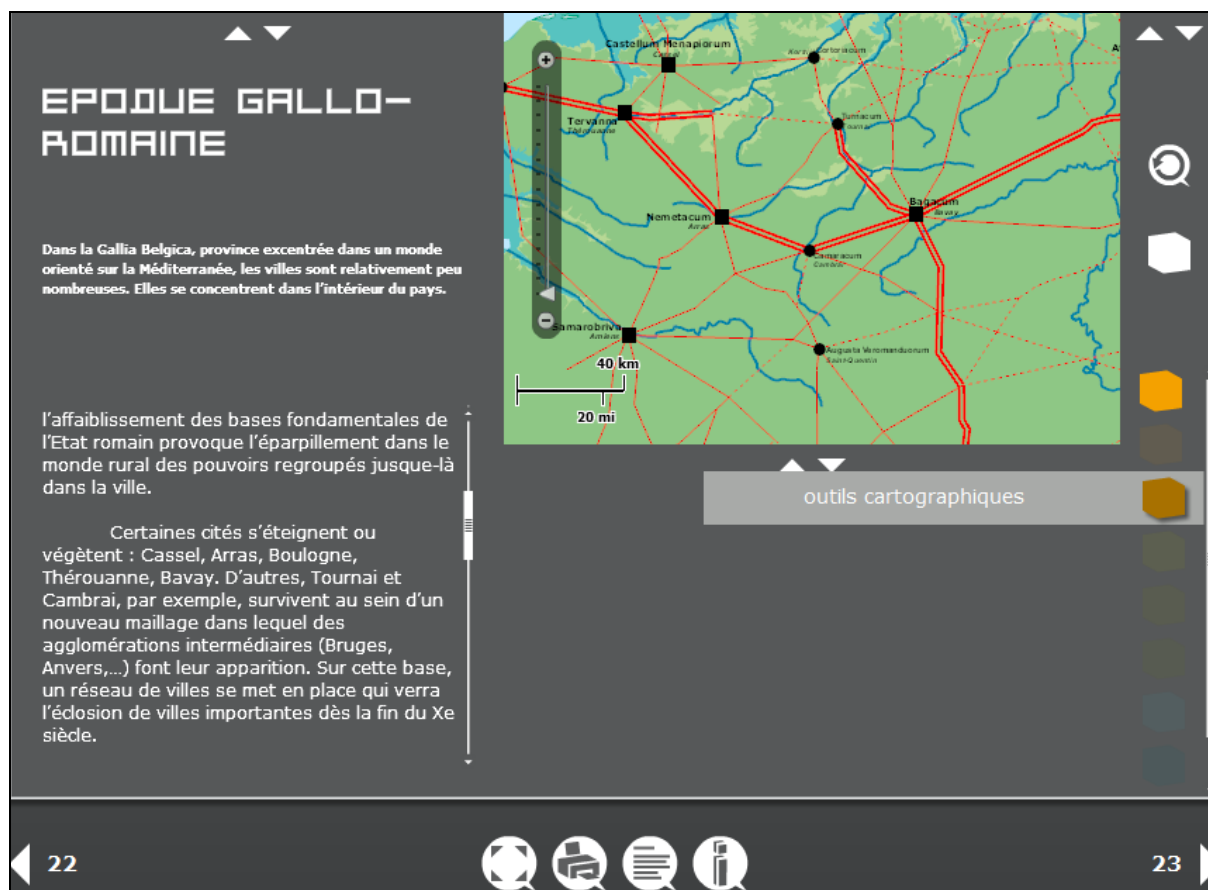 EPOQUE GALLO-
ROMAINE
Dans la Gallia Belgica, province excentrée dans un monde
orienté sur la Méditerranée, les villes sont relativement peu
nombreuses. Elles se concentrent dans l'intérieur du pays.
l'affaiblissement des bases fondamentales de
l'Etat romain provoque l'éparpillement dans le
monde rural des pouvoirs regroupés jusque-là
dans la ville.
Certaines cités s'éteignent ou
végètent : Cassel, Arras, Boulogne,
Thérouanne, Bavay. D'autres, Tournai et
Cambrai, par exemple, survivent au sein d'un
nouveau maillage dans lequel des
agglomérations intermédiaires (Bruges,
Anvers,...) font leur apparition. Sur cette base,
un réseau de villes se met en place qui verra
l'éclosion de villes importantes dès la fin du Xe
siècle.
Castellum Menapiorum
Cassel
Cortoriacum
Tervanna
Thérouanne
Turnacum
Tournai
Nemetacum
Arras
Bagacum
Bavay
Camaracum
Cambrai
Samarobriva
Amiens
Augusta Veromanduorum
Saint-Quentin
40 km
20 mi
outils cartographiques
22
23